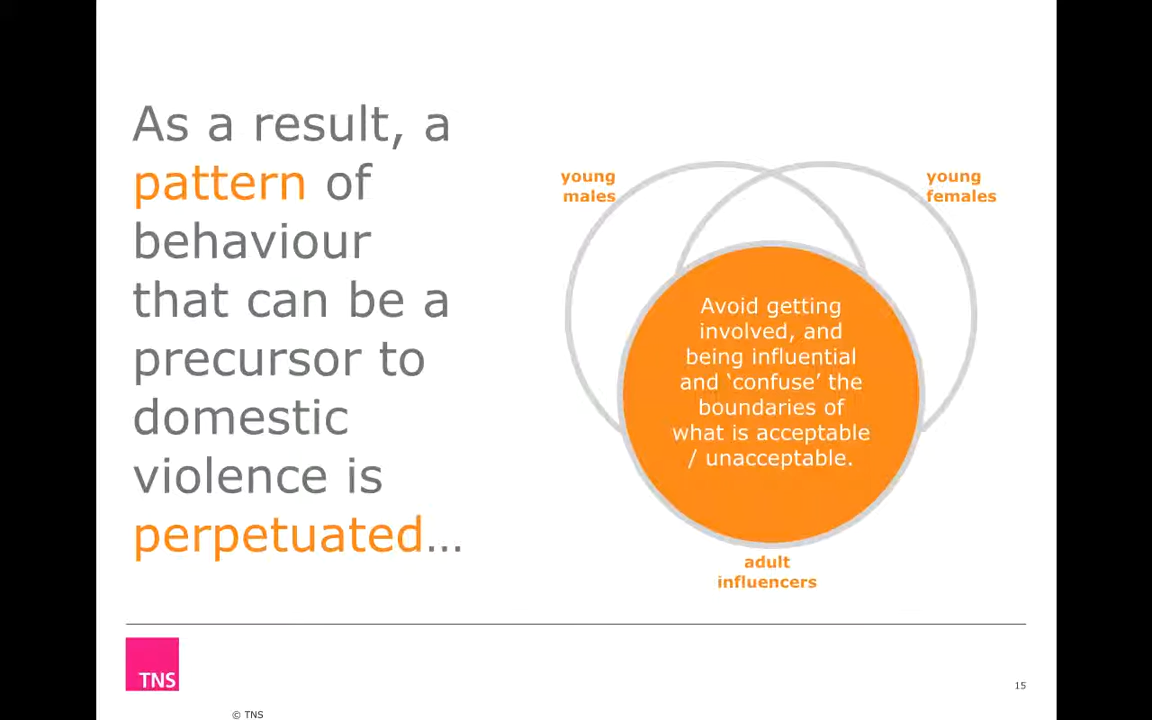 As a result, a
pattern of
behaviour
that can be a
precursor to
domestic
violence is
perpetuated...
young
males
young
females
Avoid getting
involved, and
being influential
and ‘confuse’ the
boundaries of
what is acceptable
/ unacceptable.
adult
influencers
TNS
15
© TNS